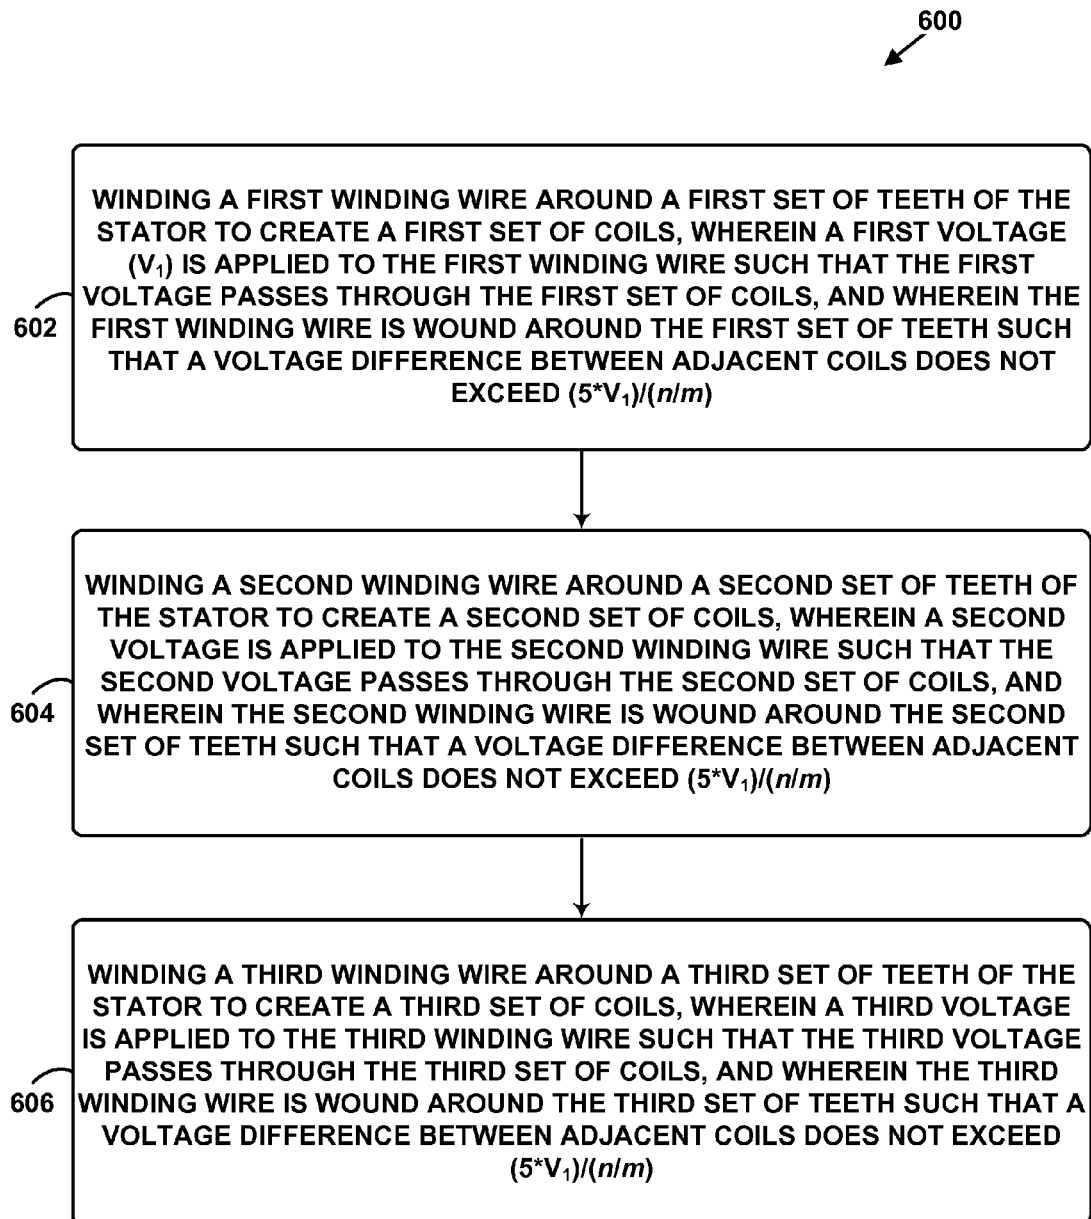 600
WINDING A FIRST WINDING WIRE AROUND A FIRST SET OF TEETH OF THE
STATOR TO CREATE A FIRST SET OF COILS, WHEREIN A FIRST VOLTAGE
(V₁) IS APPLIED TO THE FIRST WINDING WIRE SUCH THAT THE FIRST
VOLTAGE PASSES THROUGH THE FIRST SET OF COILS, AND WHEREIN THE
FIRST WINDING WIRE IS WOUND AROUND THE FIRST SET OF TEETH SUCH
THAT A VOLTAGE DIFFERENCE BETWEEN ADJACENT COILS DOES NOT
EXCEED (5*V₁)/(n/m)
602
WINDING A SECOND WINDING WIRE AROUND A SECOND SET OF TEETH OF
THE STATOR TO CREATE A SECOND SET OF COILS, WHEREIN A SECOND
VOLTAGE IS APPLIED TO THE SECOND WINDING WIRE SUCH THAT THE
SECOND VOLTAGE PASSES THROUGH THE SECOND SET OF COILS, AND
WHEREIN THE SECOND WINDING WIRE IS WOUND AROUND THE SECOND
SET OF TEETH SUCH THAT A VOLTAGE DIFFERENCE BETWEEN ADJACENT
COILS DOES NOT EXCEED (5*V₁)/(n/m)
604
WINDING A THIRD WINDING WIRE AROUND A THIRD SET OF TEETH OF THE
STATOR TO CREATE A THIRD SET OF COILS, WHEREIN A THIRD VOLTAGE
IS APPLIED TO THE THIRD WINDING WIRE SUCH THAT THE THIRD VOLTAGE
PASSES THROUGH THE THIRD SET OF COILS, AND WHEREIN THE THIRD
WINDING WIRE IS WOUND AROUND THE THIRD SET OF TEETH SUCH THAT A
VOLTAGE DIFFERENCE BETWEEN ADJACENT COILS DOES NOT EXCEED
(5*V₁)/(n/m)
606